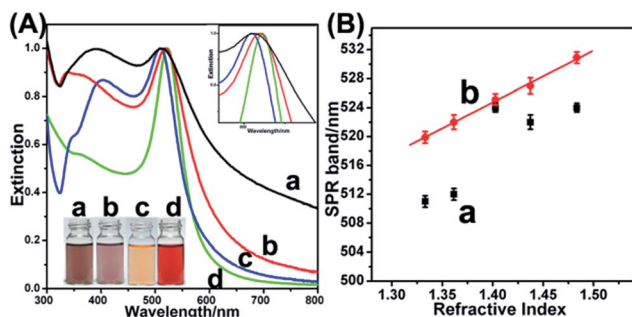 (A)
1.0
0.8
0.6
0.4
0.2
0.0
Extinction
300 400 500 600 700 800
Wavelength/nm
a
b
c
d
a b c d
1.0
Extinction
Wavelength/nm
(B)
532
528
524
520
516
512
508
504
500
SPR band/nm
b
a
1.30 1.35 1.40 1.45 1.50
Refractive Index